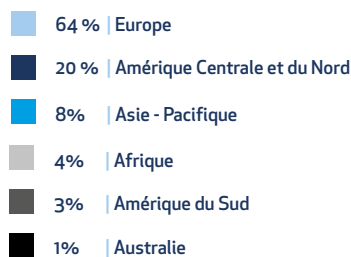 64 % | Europe
20 % | Amérique Centrale et du Nord
8% | Asie - Pacifique
4% | Afrique
3% | Amérique du Sud
1% | Australie